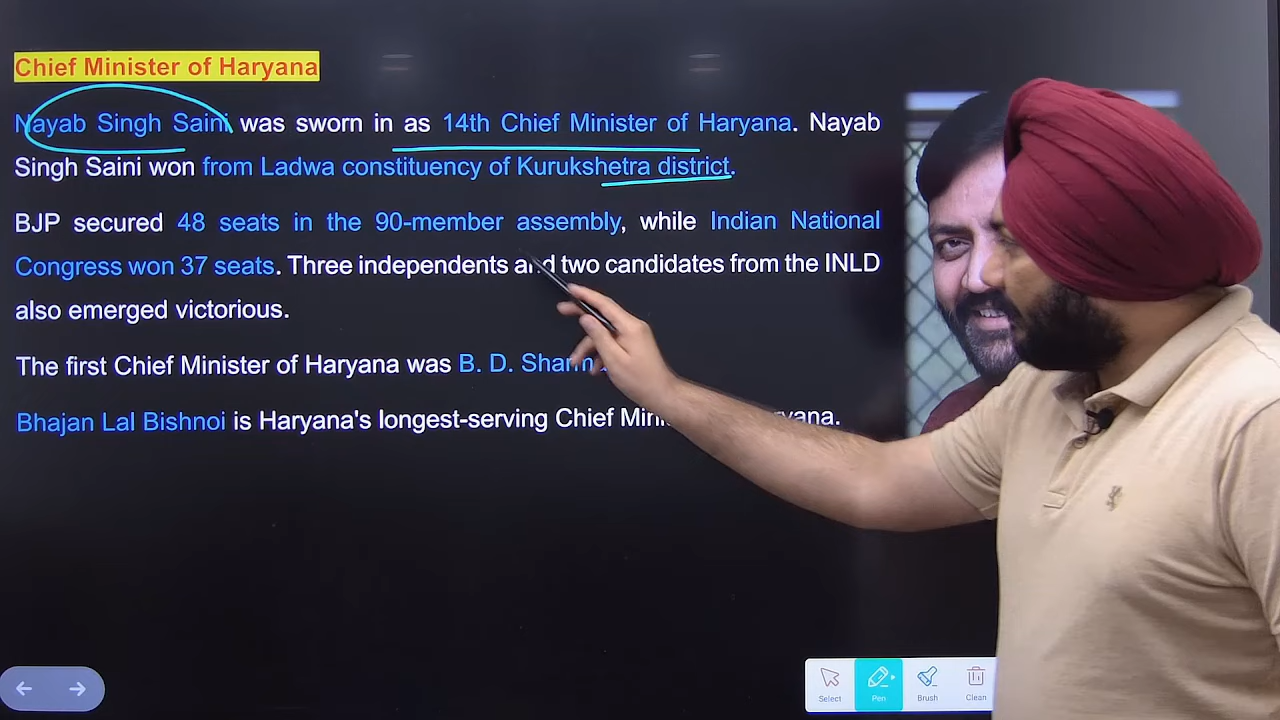 Chief Minister of Haryana
Nayab Singh Saini was sworn in as 14th Chief Minister of Haryana. Nayab
Singh Saini won from Ladwa constituency of Kurukshetra district.
BJP secured 48 seats in the 90-member assembly, while Indian National
Congress won 37 seats. Three independents and two candidates from the INLD
also emerged victorious.
The first Chief Minister of Haryana was B. D.
Bhajan Lal Bishnoi is Haryana's longest-serving Chief
Select Pen Brush Clean